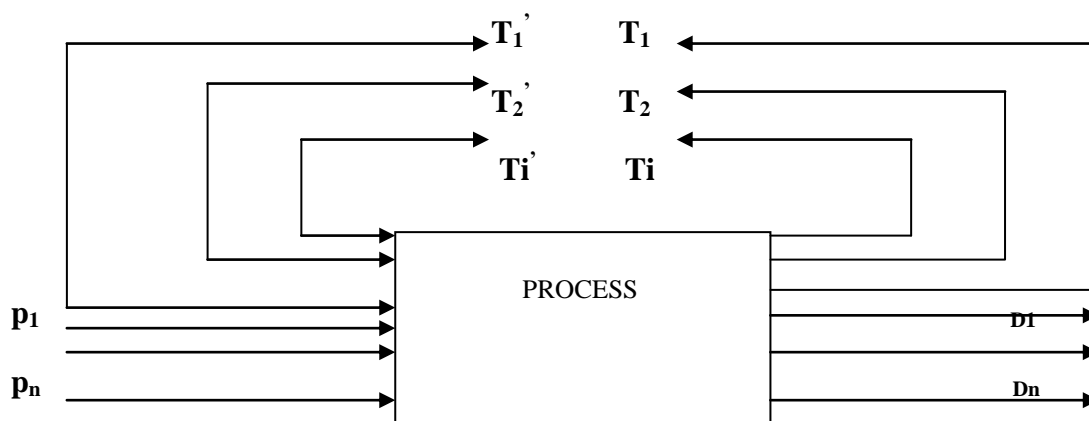 T₁’ T₁
T₂’ T₂
Ti’ Ti
PROCESS
p₁ D1
pₙ Dn